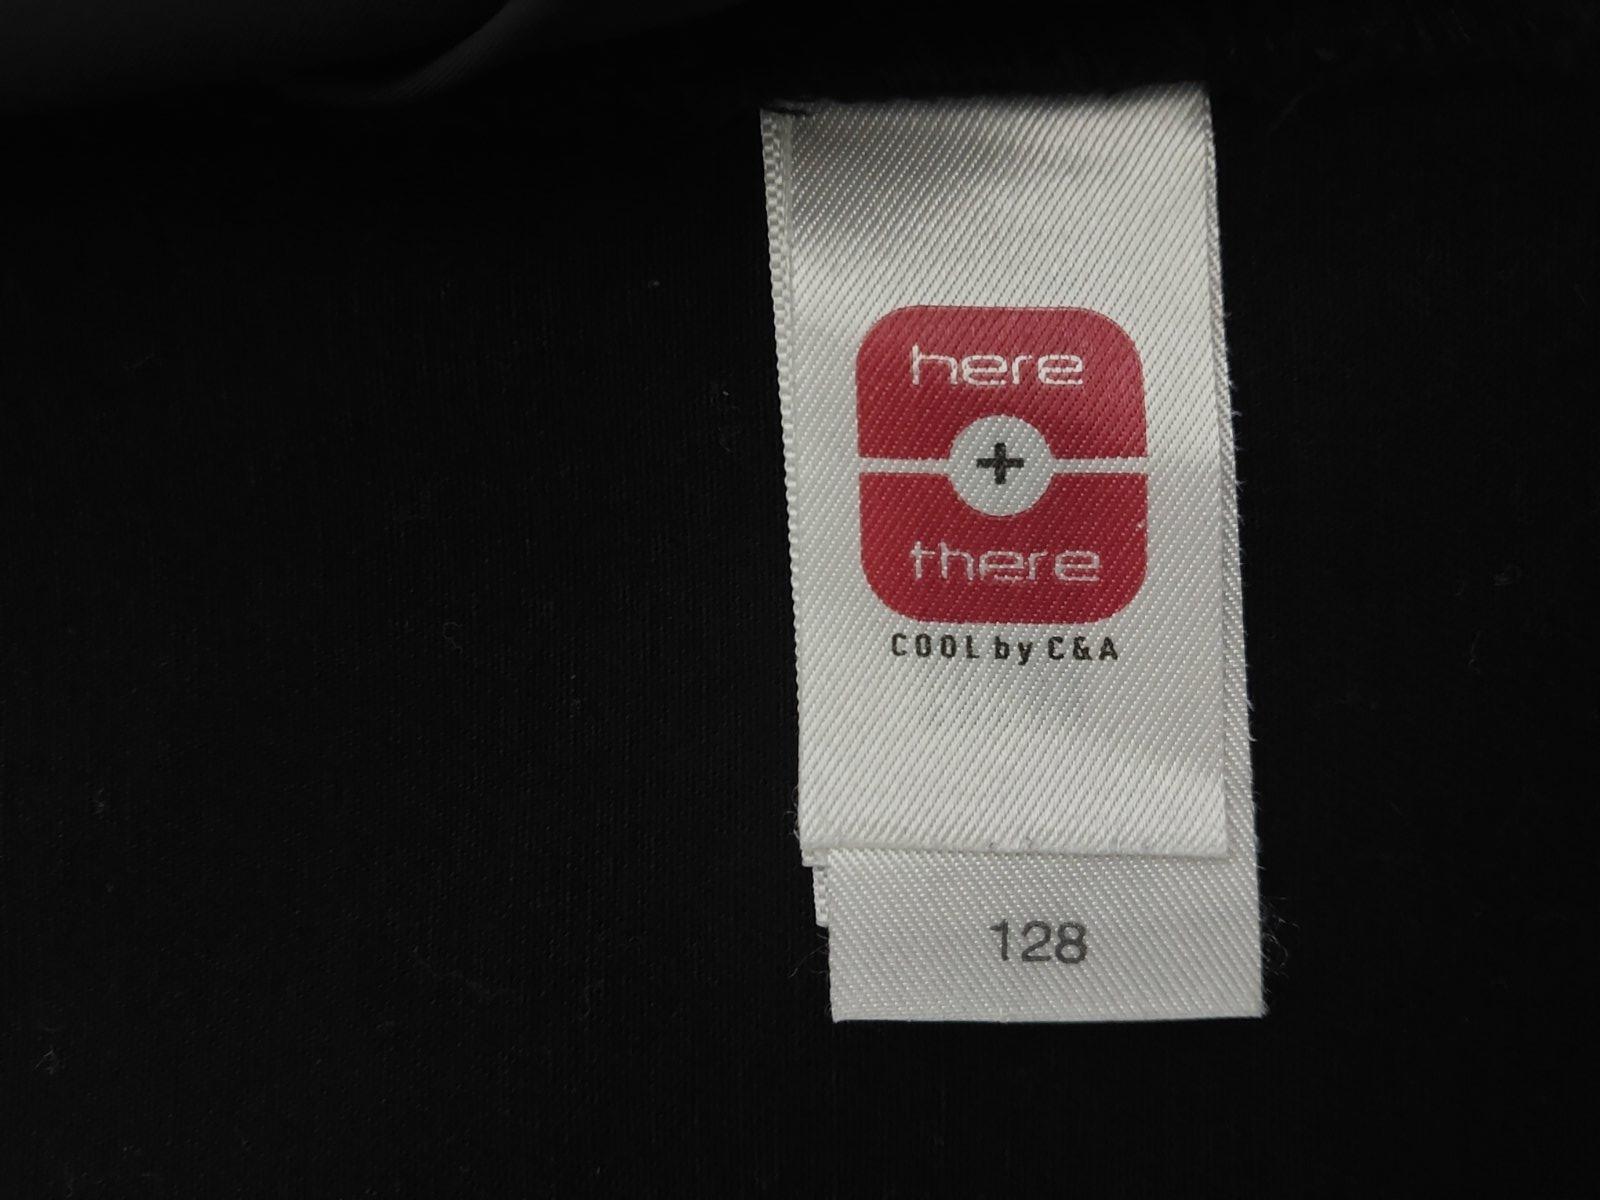 here
+
there
COOL by C&A
128